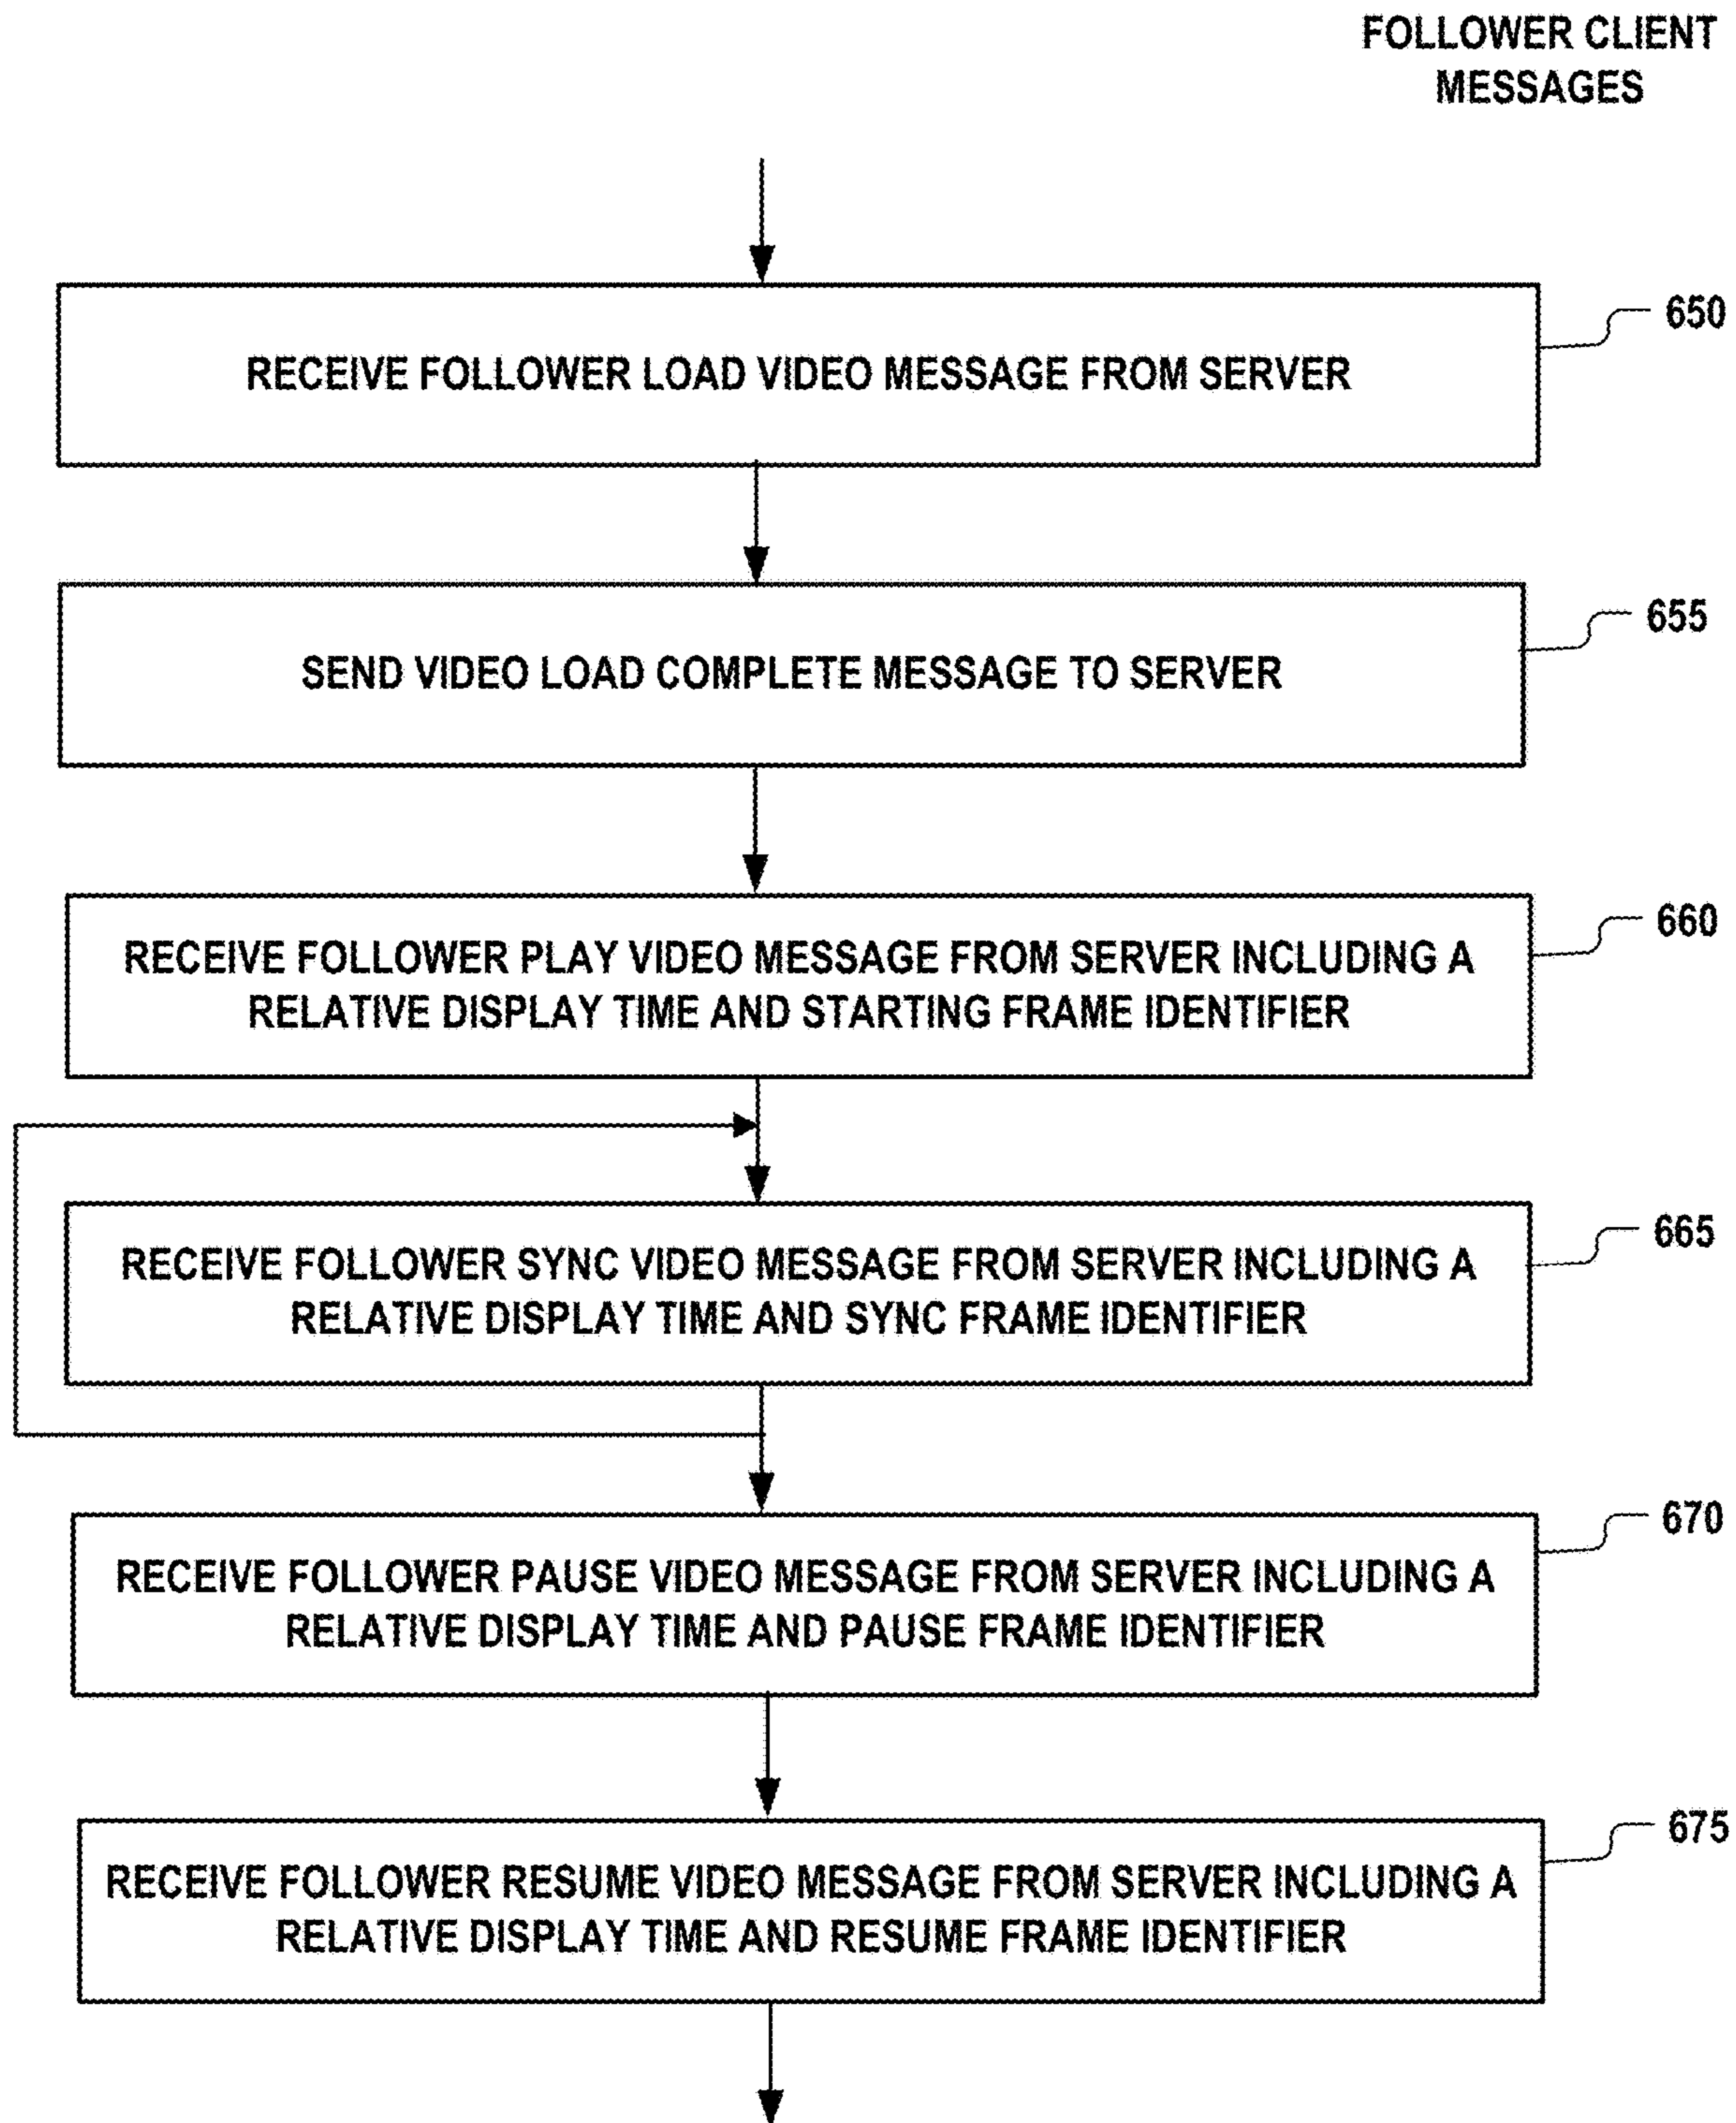 FOLLOWER CLIENT
MESSAGES
650
RECEIVE FOLLOWER LOAD VIDEO MESSAGE FROM SERVER
655
SEND VIDEO LOAD COMPLETE MESSAGE TO SERVER
660
RECEIVE FOLLOWER PLAY VIDEO MESSAGE FROM SERVER INCLUDING A
RELATIVE DISPLAY TIME AND STARTING FRAME IDENTIFIER
665
RECEIVE FOLLOWER SYNC VIDEO MESSAGE FROM SERVER INCLUDING A
RELATIVE DISPLAY TIME AND SYNC FRAME IDENTIFIER
670
RECEIVE FOLLOWER PAUSE VIDEO MESSAGE FROM SERVER INCLUDING A
RELATIVE DISPLAY TIME AND PAUSE FRAME IDENTIFIER
675
RECEIVE FOLLOWER RESUME VIDEO MESSAGE FROM SERVER INCLUDING A
RELATIVE DISPLAY TIME AND RESUME FRAME IDENTIFIER